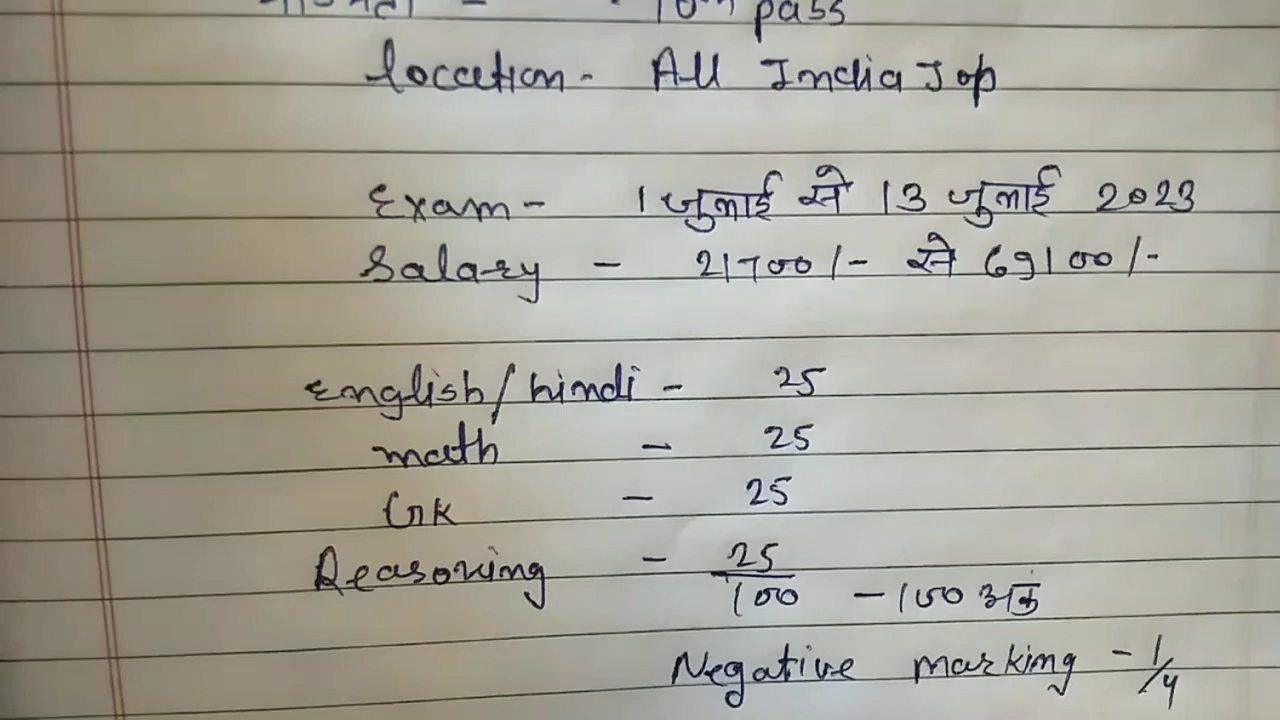 10th pass
location - All India Jop
Exam - 1 जुलाई से 13 जुलाई 2023
Salary - 21700/- से 69100/-
English/hindi - 25
math - 25
GK - 25
Reasoning - 25
100 - 100 अंक
Negative marking - 1/4